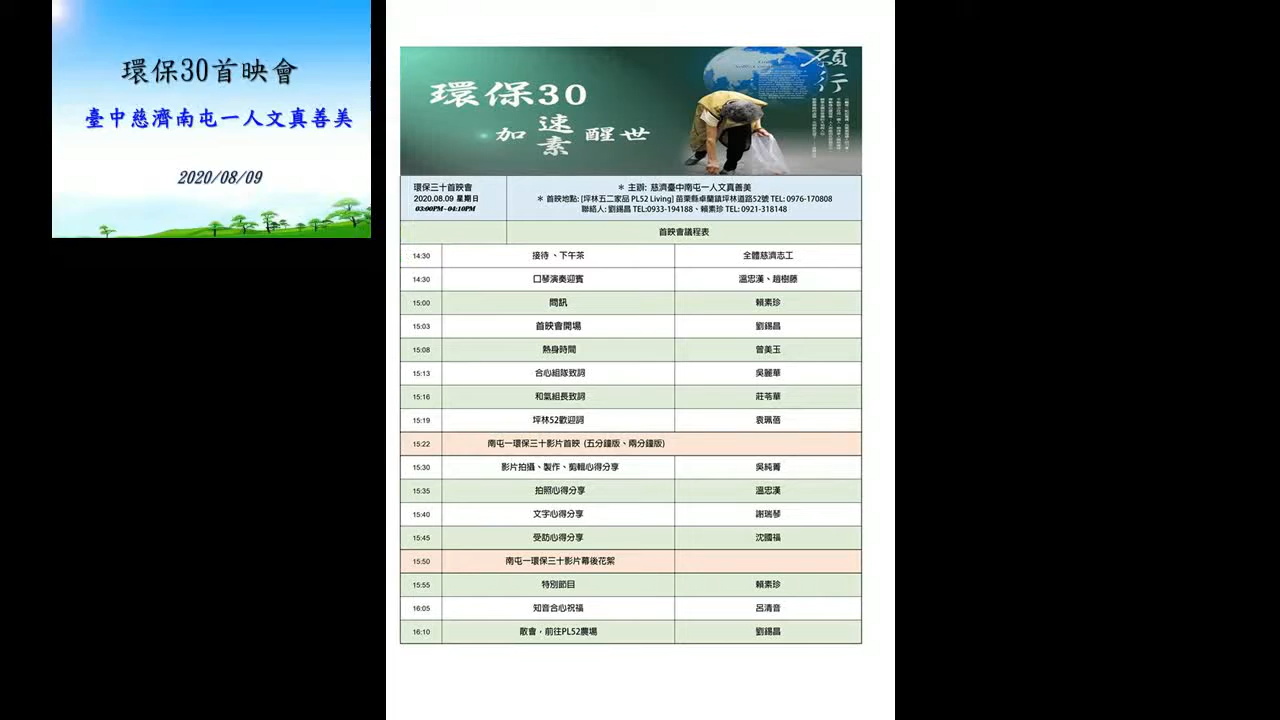 環保30首映會
臺中慈濟南屯一人文真善美
2020/08/09
環保30
加速素醒世
願行
環保三十首映會
2020.08.09 星期日
03:00PM~04:10PM
＊ 主辦: 慈濟臺中南屯一人文真善美
＊ 首映地點: [坪林五二家品 PL52 Living] 苗栗縣卓蘭鎮坪林道路52號 TEL: 0976-170808
聯絡人: 劉錫昌 TEL:0933-194188、賴素珍 TEL: 0921-318148
首映會議程表
14:30 接待 、下午茶 全體慈濟志工
14:30 口琴演奏迎賓 溫忠漢、趙樹藤
15:00 問訊 賴素珍
15:03 首映會開場 劉錫昌
15:08 熱身時間 曾美玉
15:13 合心組隊致詞 吳麗華
15:16 和氣組長致詞 莊苓華
15:19 坪林52歡迎詞 袁珮蓓
15:22 南屯一環保三十影片首映 (五分鐘版、兩分鐘版)
15:30 影片拍攝、製作、剪輯心得分享 吳純菁
15:35 拍照心得分享 溫忠漢
15:40 文字心得分享 謝瑞琴
15:45 受訪心得分享 沈國福
15:50 南屯一環保三十影片幕後花絮
15:55 特別節目 賴素珍
16:05 知音合心祝福 呂清音
16:10 散會，前往PL52農場 劉錫昌